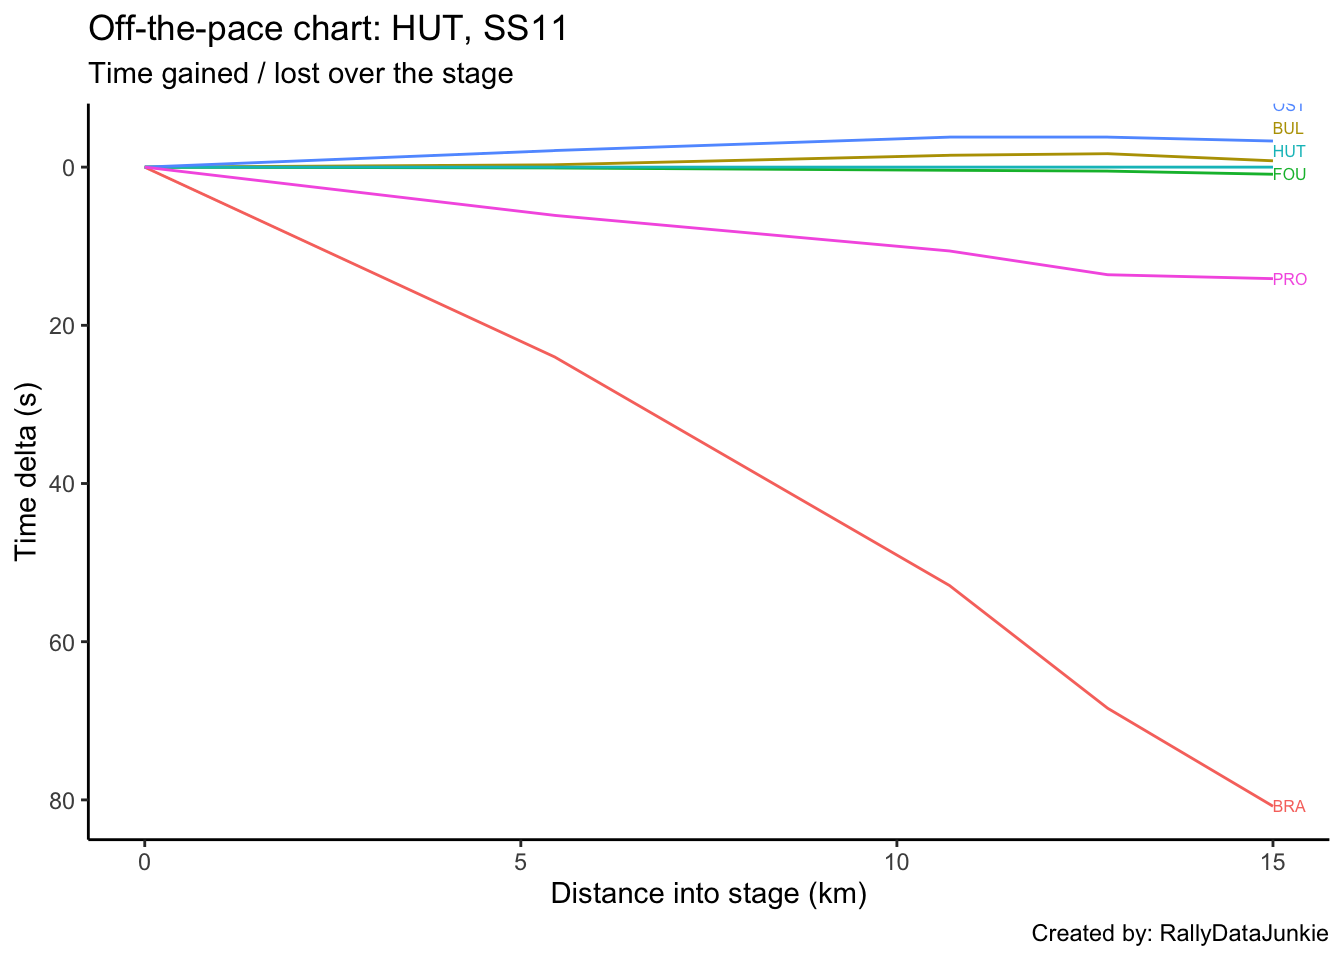 Off-the-pace chart: HUT, SS11
Time gained / lost over the stage
OST
BUL
HUT
FOU
PRO
BRA
0
20
40
60
80
Time delta (s)
0 5 10 15
Distance into stage (km)
Created by: RallyDataJunkie